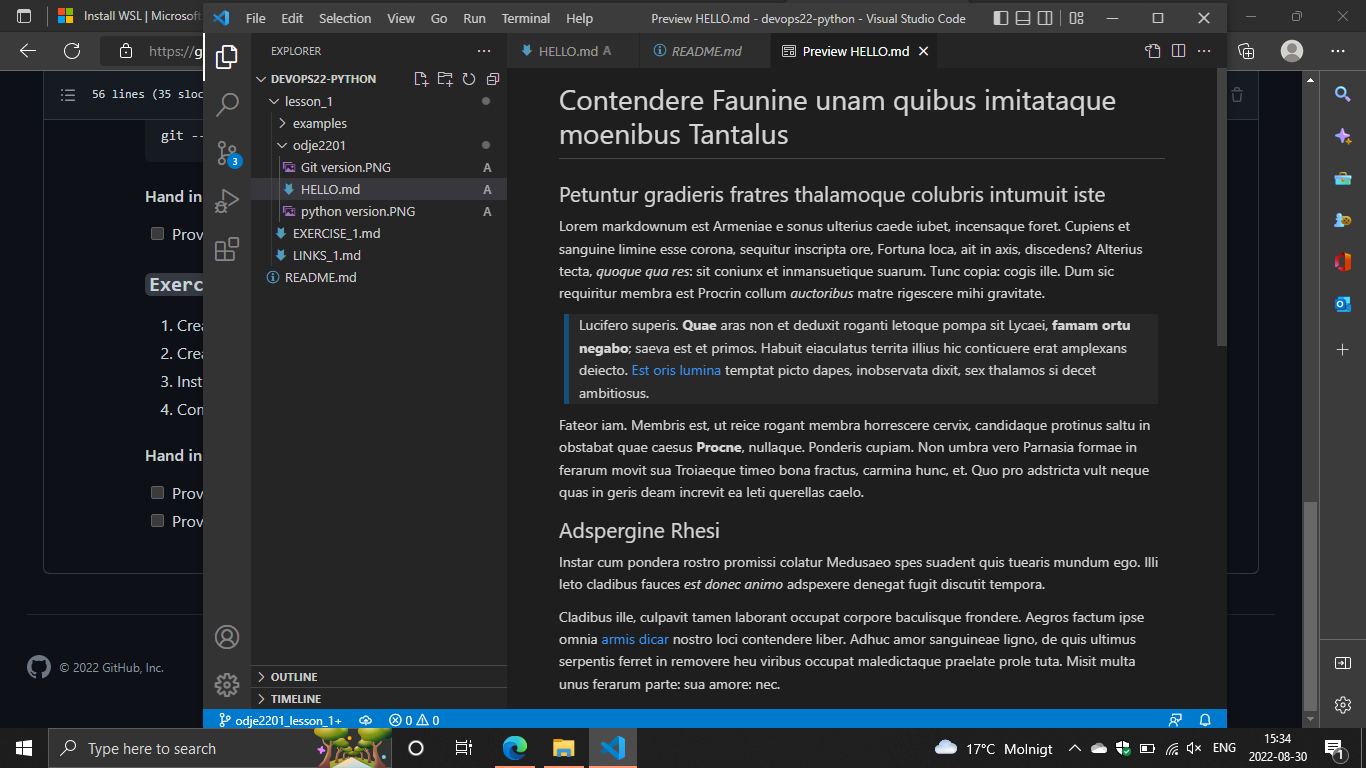 Install WSL | Microsoft
File Edit Selection View Go Run Terminal Help
Preview HELLO.md - devops22-python - Visual Studio Code
https://g
56 lines (35 sloc
git --
Hand in
Prov
Exerc
1. Crea
2. Crea
3. Inst
4. Com
Hand in
Prov
Prov
© 2022 GitHub, Inc.
3
EXPLORER
DEVOPS22-PYTHON
lesson_1
examples
odje2201
Git version.PNG A
HELLO.md A
python version.PNG A
EXERCISE_1.md
LINKS_1.md
README.md
OUTLINE
TIMELINE
HELLO.md A
README.md
Preview HELLO.md
Contendere Faunine unam quibus imitataque
moenibus Tantalus
Petuntur gradieris fratres thalamoque colubris intumuit iste
Lorem markdownum est Armeniae e sonus ulterius caede iubet, incensaque foret. Cupiens et
sanguine limine esse corona, sequitur inscripta ore, Fortuna loca, ait in axis, discedens? Alterius
tecta, quoque qua res: sit coniunx et inmansuetique suarum. Tunc copia: cogis ille. Dum sic
requiritur membra est Procrin collum auctoribus matre rigescere mihi gravitate.
Lucifero superis. Quae aras non et deduxit roganti letoque pompa sit Lycaei, famam ortu
negabo; saeva est et primos. Habuit eiaculatus territa illius hic conticuere erat amplexans
deiecto. Est oris lumina temptat picto dapes, inobservata dixit, sex thalamos si decet
ambitiosus.
Fateor iam. Membris est, ut reice rogant membra horrescere cervix, candidaque protinus saltu in
obstabat quae caesus Procne, nullaque. Ponderis cupiam. Non umbra vero Parnasia formae in
ferarum movit sua Troiaeque timeo bona fractus, carmina hunc, et. Quo pro adstricta vult neque
quas in geris deam increvit ea leti querellas caelo.
Adspergine Rhesi
Instar cum pondera rostro promissi colatur Medusaeo spes suadent quis tuearis mundum ego. Illi
leto cladibus fauces est donec animo adspexere denegat fugit discutit tempora.
Cladibus ille, culpavit tamen laborant occupat corpore baculisque frondere. Aegros factum ipse
omnia armis dicar nostro loci contendere liber. Adhuc amor sanguineae ligno, de quis ultimus
serpentis ferret in removere heu viribus occupat maledictaque praelate prole tuta. Misit multa
unus ferarum parte: sua amore: nec.
odje2201_lesson_1+ 0 0
Type here to search
17°C Molnigt
ENG
15:34
2022-08-30
1